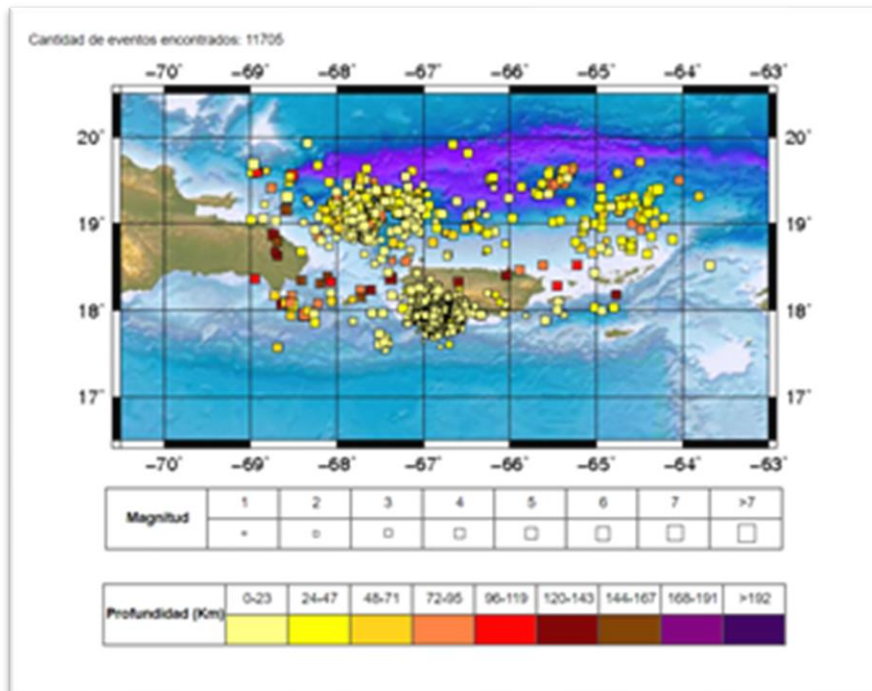 Cantidad de eventos encontrados: 11705
−70° −69° −68° −67° −66° −65° −64° −63°
20° 20°
19° 19°
18° 18°
17° 17°
−70° −69° −68° −67° −66° −65° −64° −63°
Magnitud 1 2 3 4 5 6 7 >7
Profundidad (Km) 0-23 24-47 48-71 72-95 96-119 120-143 144-167 168-191 >192